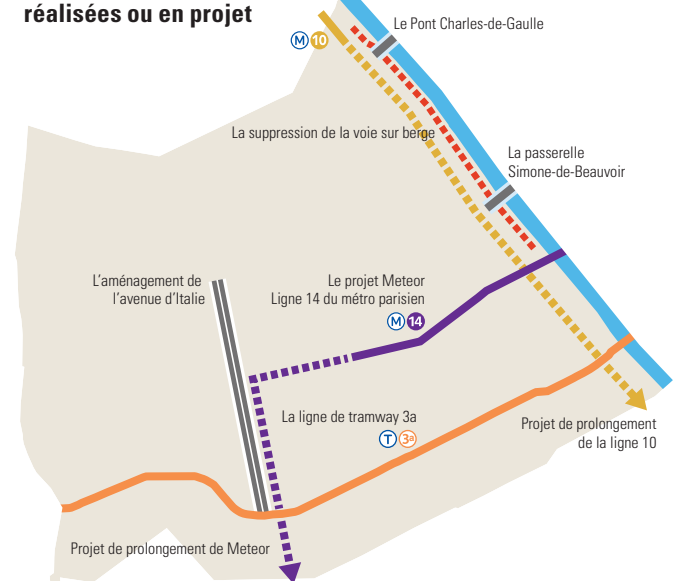 réalisées ou en projet
Le Pont Charles-de-Gaulle
M 10
La suppression de la voie sur berge
La passerelle
Simone-de-Beauvoir
L'aménagement de
l'avenue d'Italie
Le projet Meteor
Ligne 14 du métro parisien
M 14
La ligne de tramway 3a
T 3a
Projet de prolongement
de la ligne 10
Projet de prolongement de Meteor